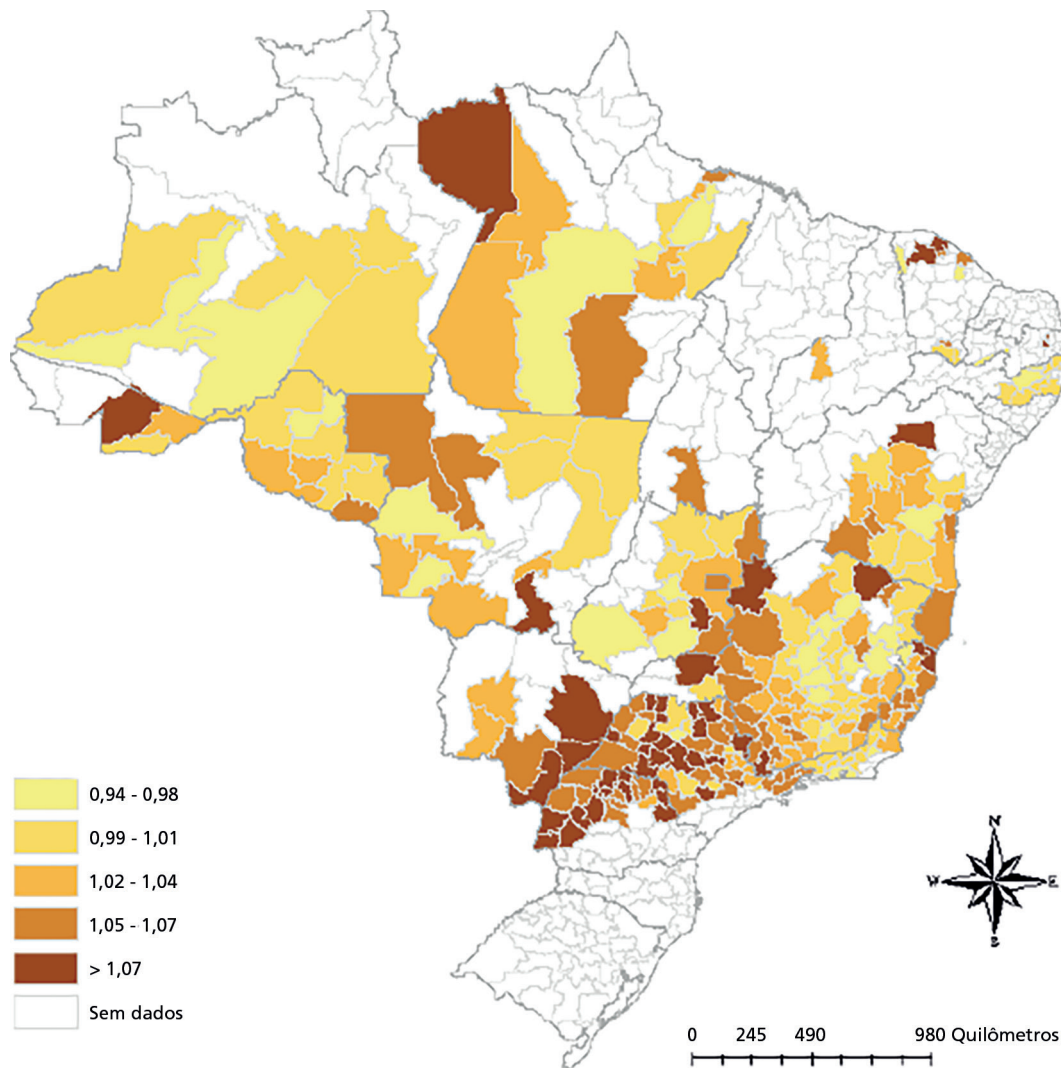 0,94 - 0,98
0,99 - 1,01
1,02 - 1,04
1,05 - 1,07
> 1,07
Sem dados
N
W E
S
0 245 490 980 Quilômetros